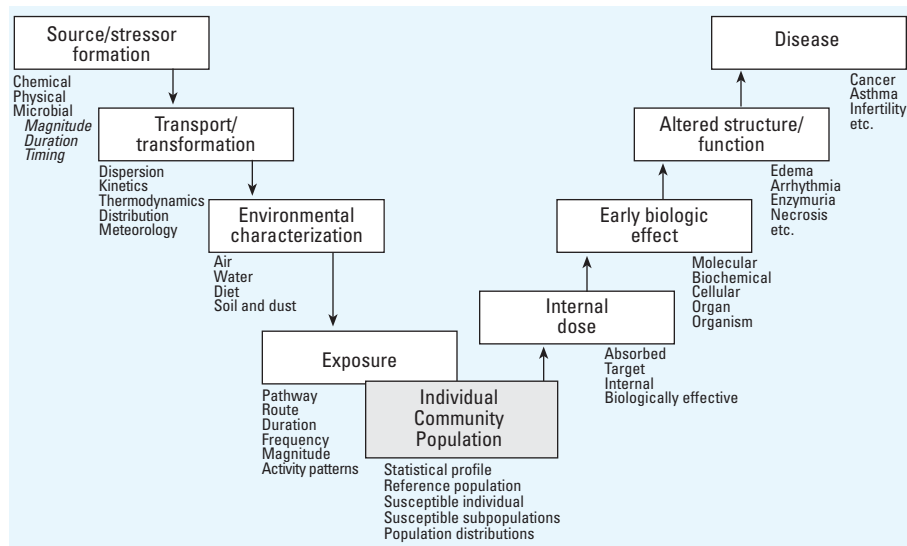 Source/stressor
formation
Chemical
Physical
Microbial
Magnitude
Duration
Timing
Transport/
transformation
Dispersion
Kinetics
Thermodynamics
Distribution
Meteorology
Environmental
characterization
Air
Water
Diet
Soil and dust
Exposure
Pathway
Route
Duration
Frequency
Magnitude
Activity patterns
Individual
Community
Population
Statistical profile
Reference population
Susceptible individual
Susceptible subpopulations
Population distributions
Internal
dose
Absorbed
Target
Internal
Biologically effective
Early biologic
effect
Molecular
Biochemical
Cellular
Organ
Organism
Altered structure/
function
Edema
Arrhythmia
Enzymuria
Necrosis
etc.
Disease
Cancer
Asthma
Infertility
etc.